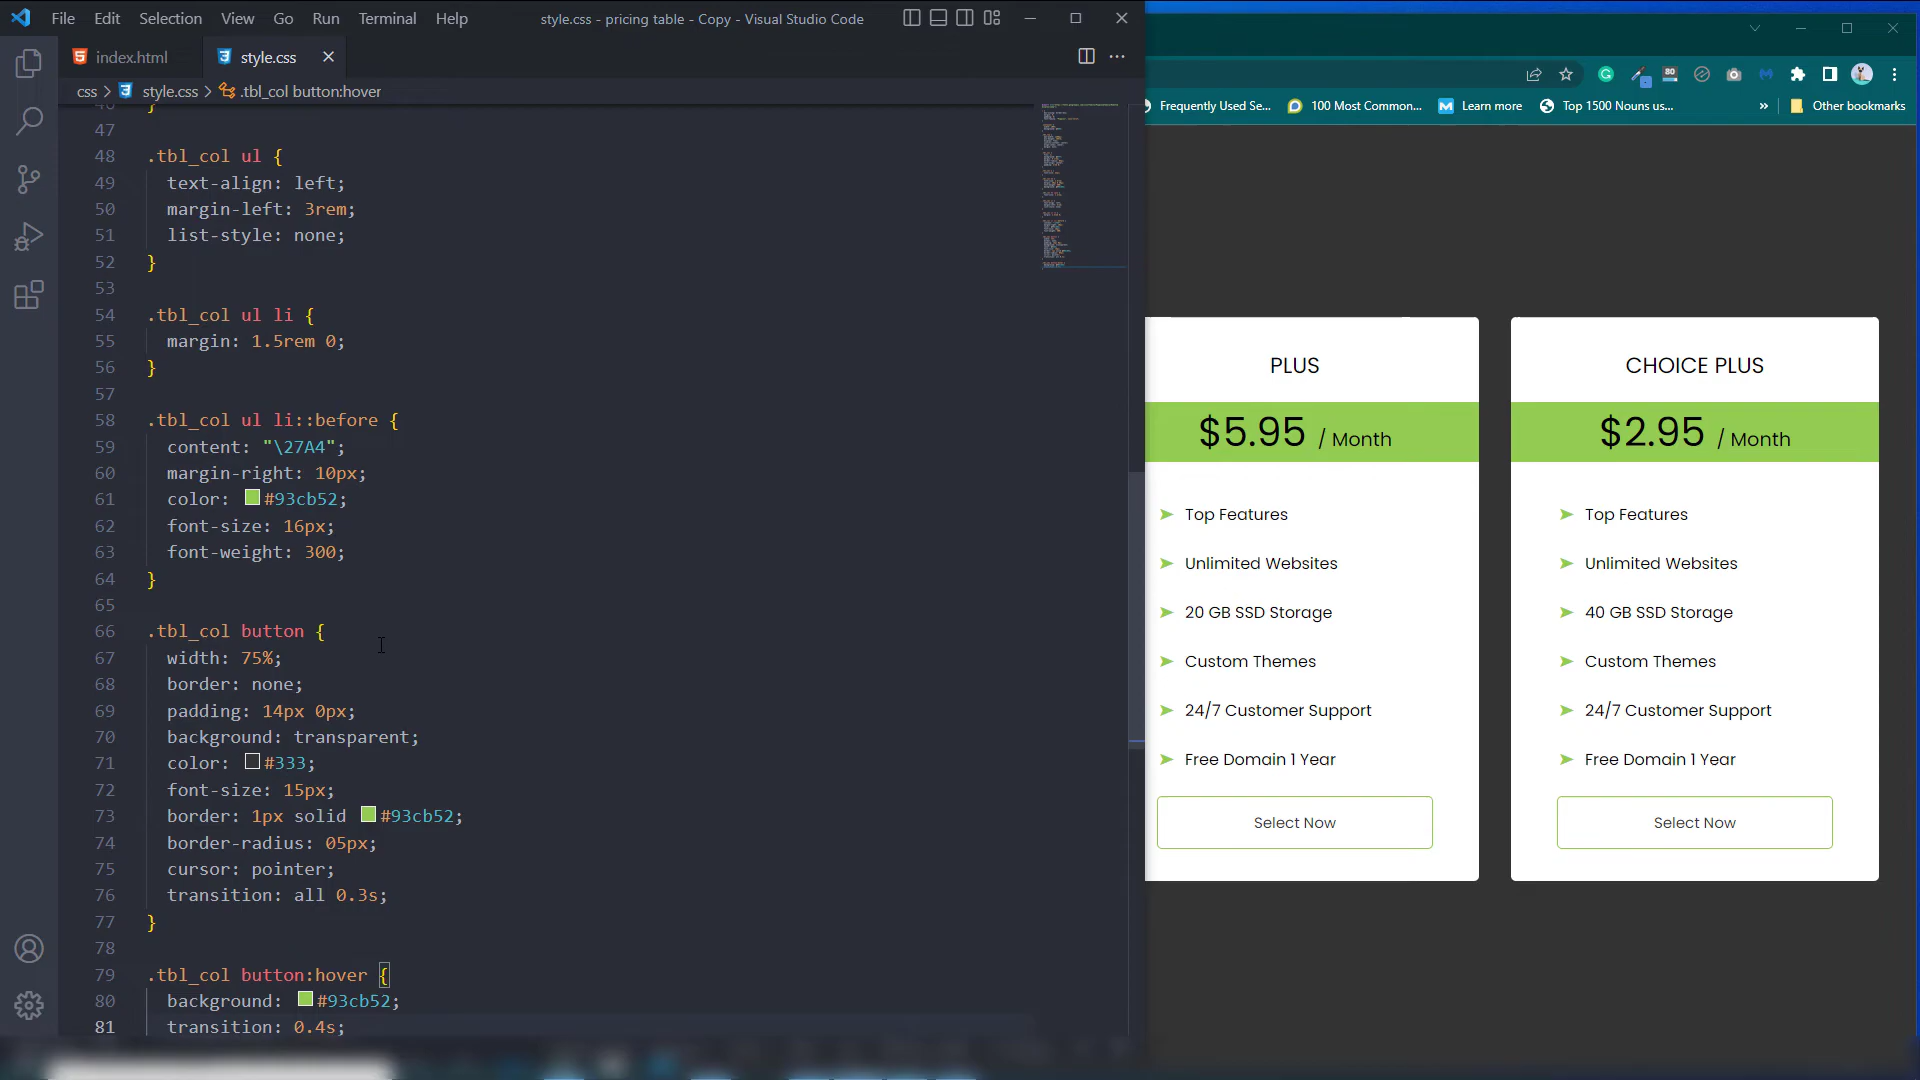 File Edit Selection View Go Run Terminal Help
style.css - pricing table - Copy - Visual Studio Code
index.html
style.css
css > style.css > .tbl_col button:hover
46 }
47
48 .tbl_col ul {
49 text-align: left;
50 margin-left: 3rem;
51 list-style: none;
52 }
53
54 .tbl_col ul li {
55 margin: 1.5rem 0;
56 }
57
58 .tbl_col ul li::before {
59 content: "\27A4";
60 margin-right: 10px;
61 color: #93cb52;
62 font-size: 16px;
63 font-weight: 300;
64 }
65
66 .tbl_col button {
67 width: 75%;
68 border: none;
69 padding: 14px 0px;
70 background: transparent;
71 color: #333;
72 font-size: 15px;
73 border: 1px solid #93cb52;
74 border-radius: 05px;
75 cursor: pointer;
76 transition: all 0.3s;
77 }
78
79 .tbl_col button:hover {
80 background: #93cb52;
81 transition: 0.4s;
80
Frequently Used Se...
100 Most Common...
Learn more
Top 1500 Nouns us...
»
Other bookmarks
PLUS
$5.95 / Month
➤ Top Features
➤ Unlimited Websites
➤ 20 GB SSD Storage
➤ Custom Themes
➤ 24/7 Customer Support
➤ Free Domain 1 Year
Select Now
CHOICE PLUS
$2.95 / Month
➤ Top Features
➤ Unlimited Websites
➤ 40 GB SSD Storage
➤ Custom Themes
➤ 24/7 Customer Support
➤ Free Domain 1 Year
Select Now